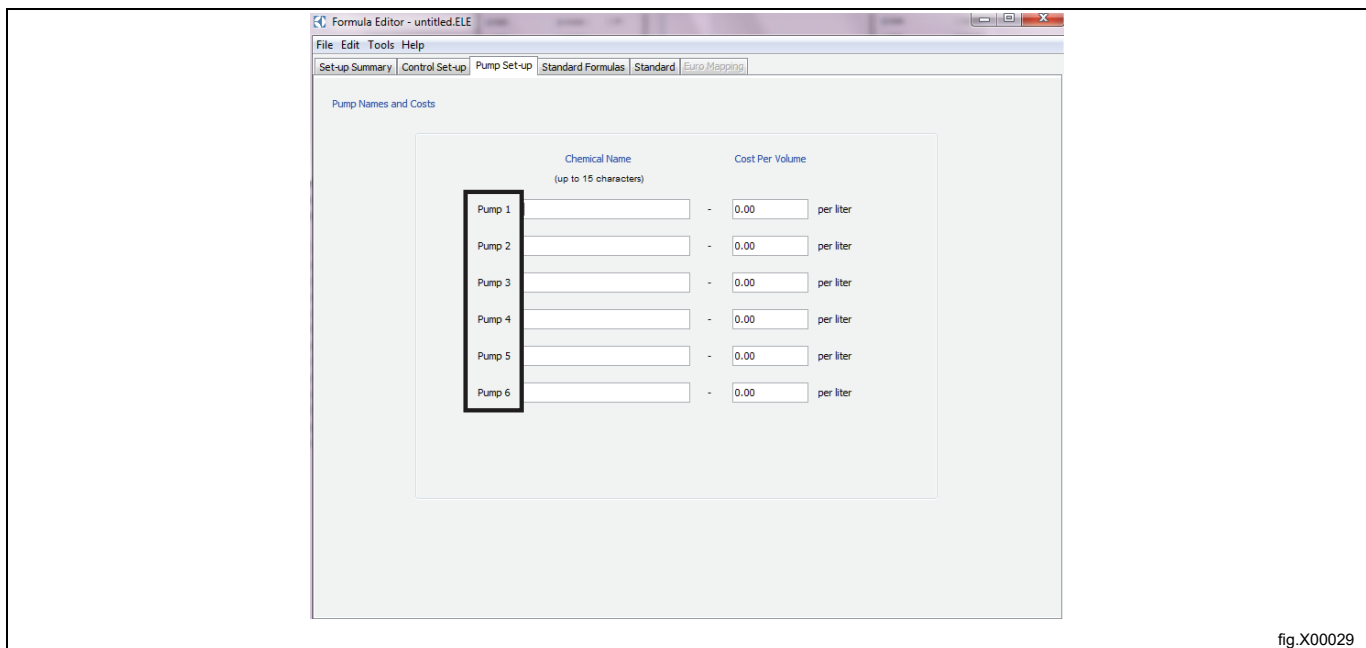 Formula Editor - untitled.ELE
File Edit Tools Help
Set-up Summary Control Set-up Pump Set-up Standard Formulas Standard Euro Mapping
Pump Names and Costs
Chemical Name Cost Per Volume
(up to 15 characters)
Pump 1 - 0.00 per liter
Pump 2 - 0.00 per liter
Pump 3 - 0.00 per liter
Pump 4 - 0.00 per liter
Pump 5 - 0.00 per liter
Pump 6 - 0.00 per liter
fig.X00029